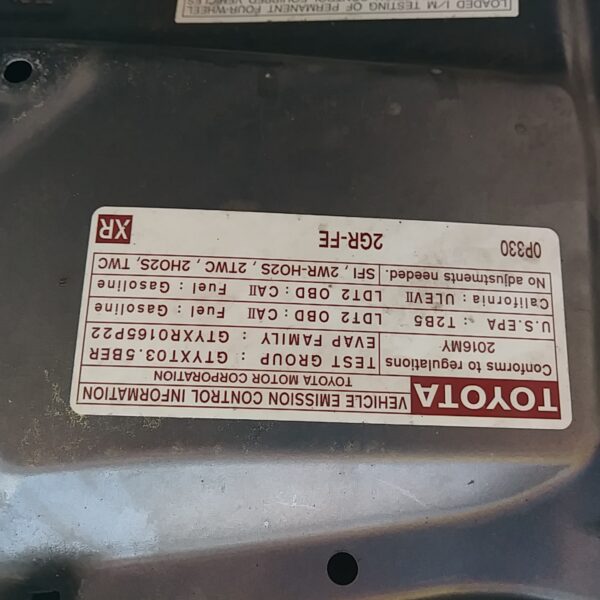 TOYOTA VEHICLE EMISSION CONTROL INFORMATION
TOYOTA MOTOR CORPORATION
Conforms to regulations
2016MY
TEST GROUP : GTYXT03.5BER
EVAP FAMILY : GTYXR0165P22
U.S.EPA : T2B5 LDT2 OBD : CAII Fuel : Gasoline
California : ULEVII LDT2 OBD : CAII Fuel : Gasoline
No adjustments needed. SFI , 2WR-HO2S , 2TWC , 2HO2S , TWC
0P330 2GR-FE XR
LOADED I/M TESTING OF PERMANENT FOUR-WHEEL
EQUIPPED VEHICLES